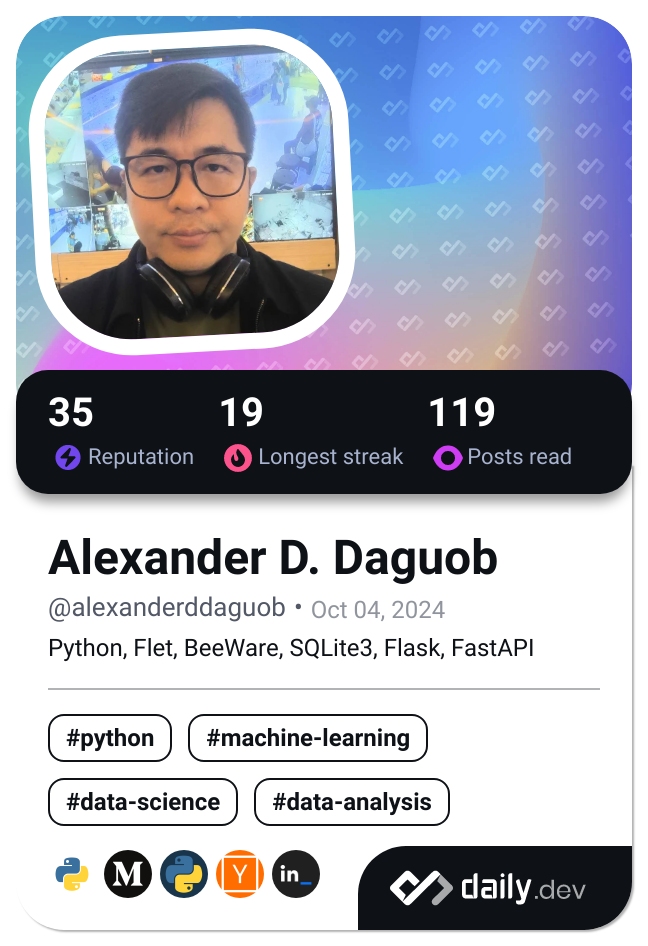 35 19 119
Reputation Longest streak Posts read
Alexander D. Daguob
@alexanderddaguob • Oct 04, 2024
Python, Flet, BeeWare, SQLite3, Flask, FastAPI
#python #machine-learning
#data-science #data-analysis
M Y in_
daily.dev